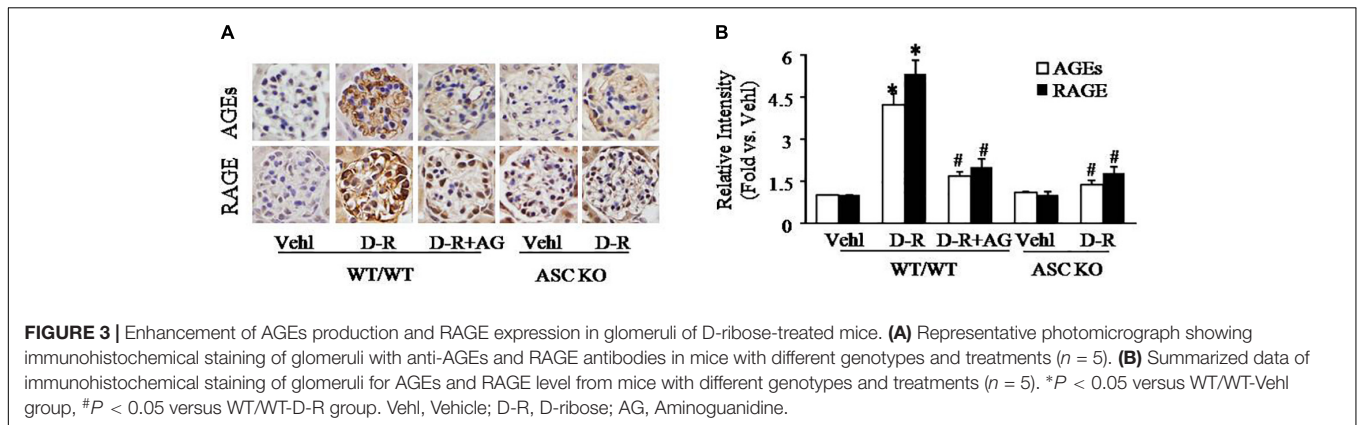 A
AGEs
RAGE
Vehl D-R D-R+AG Vehl D-R
WT/WT ASC KO
B
Relative Intensity
(Fold vs. Vehl)
6
4.5
3
1.5
0
* * # # # #
AGEs
RAGE
Vehl D-R D-R+AG Vehl D-R
WT/WT ASC KO
FIGURE 3 | Enhancement of AGEs production and RAGE expression in glomeruli of D-ribose-treated mice. (A) Representative photomicrograph showing
immunohistochemical staining of glomeruli with anti-AGEs and RAGE antibodies in mice with different genotypes and treatments (n = 5). (B) Summarized data of
immunohistochemical staining of glomeruli for AGEs and RAGE level from mice with different genotypes and treatments (n = 5). *P < 0.05 versus WT/WT-Vehl
group, #P < 0.05 versus WT/WT-D-R group. Vehl, Vehicle; D-R, D-ribose; AG, Aminoguanidine.